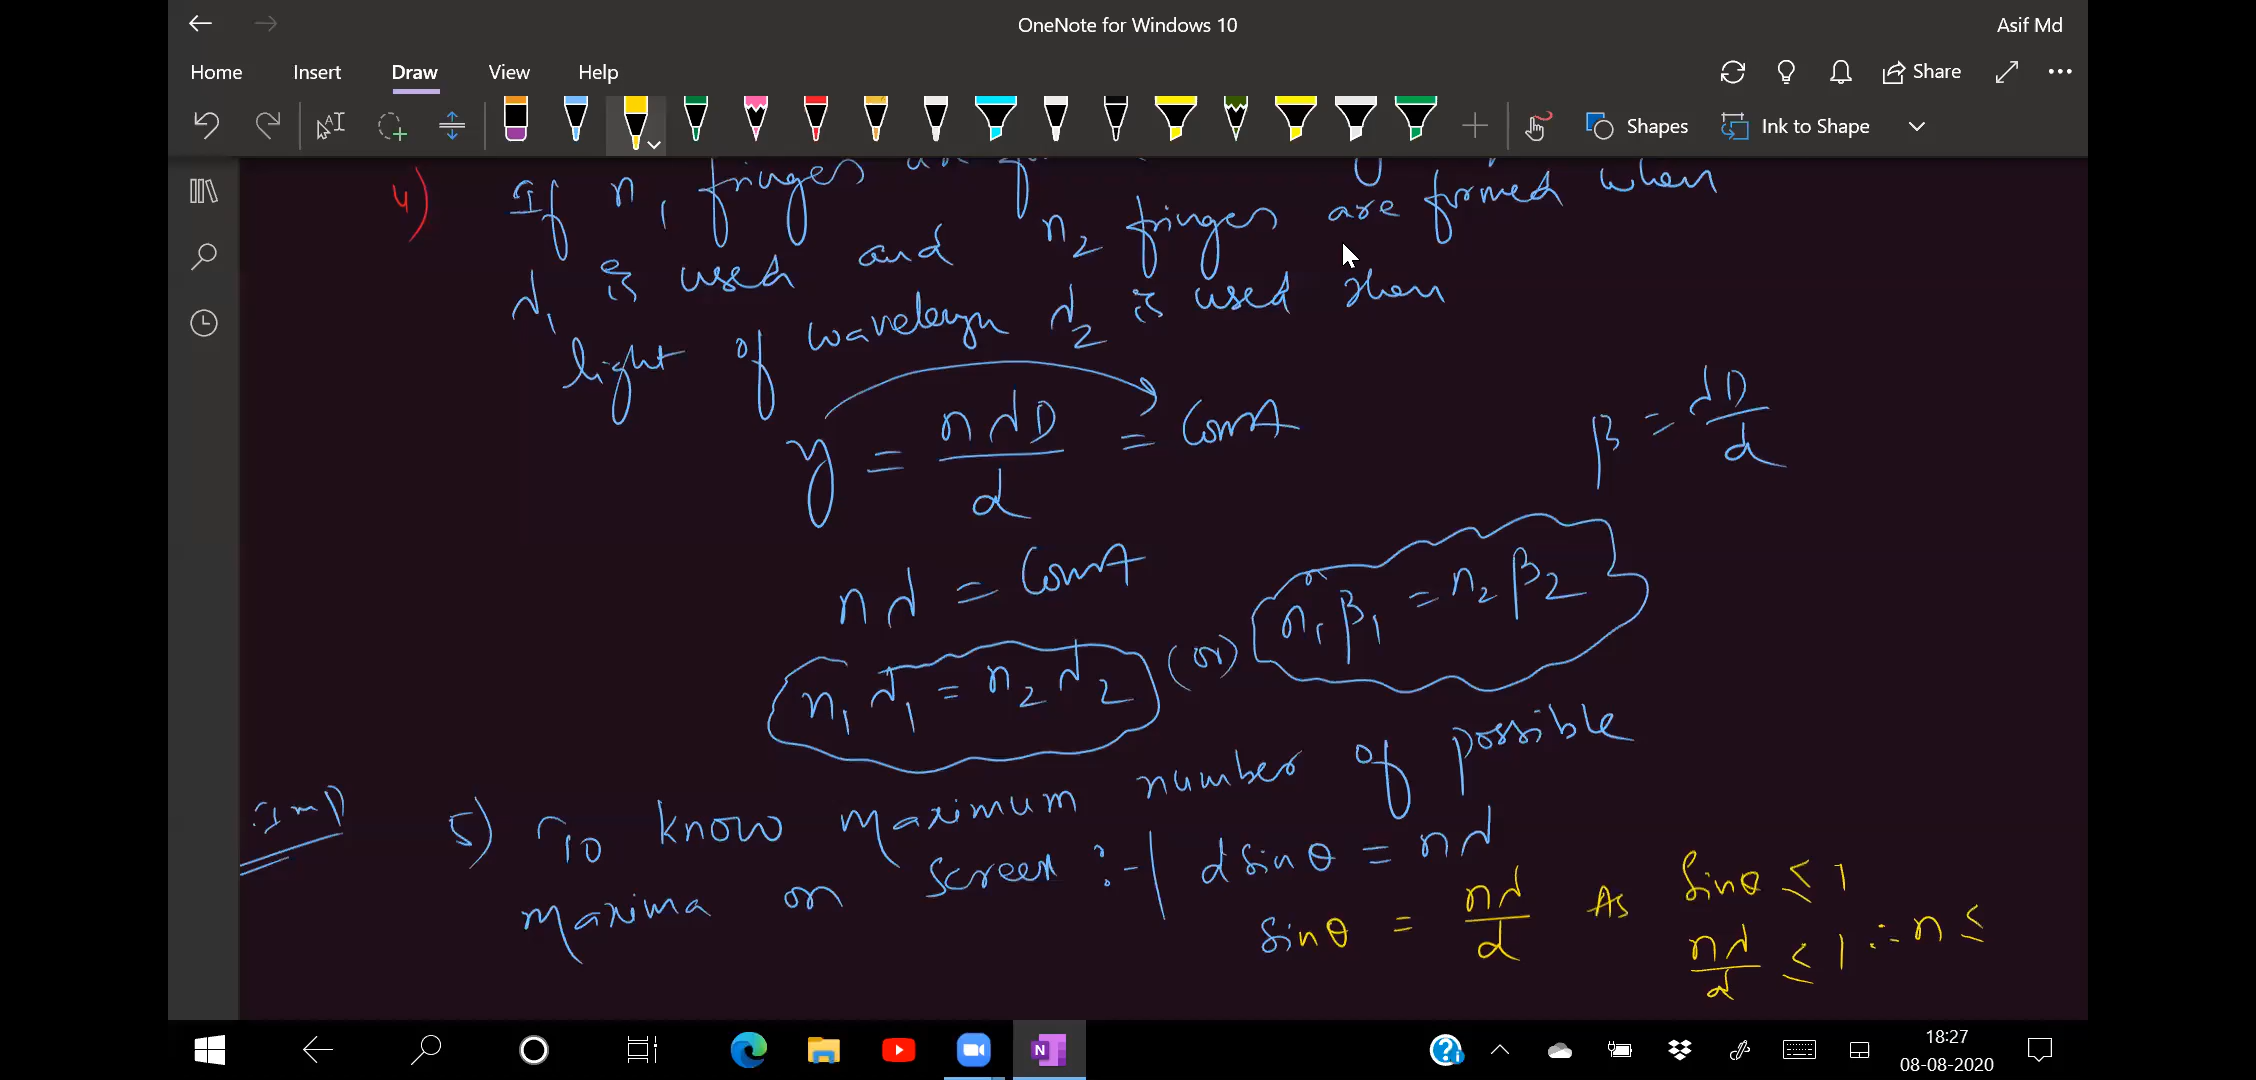 OneNote for Windows 10
Asif Md
Home Insert Draw View Help
Share
Shapes Ink to Shape
4) If n₁ fringes are formed when
λ₁ is used and n₂ fringes are formed when
light of wavelength λ₂ is used then
y = nλD/d = Const
β = λD/d
nλ = Const
n₁λ₁ = n₂λ₂ (or) n₁β₁ = n₂β₂
Imp
5) To know maximum number of possible
maxima on screen :-| d sin θ = nλ
sin θ = nλ/d As sin θ ≤ 1
nλ/d ≤ 1 ∴ n ≤
18:27
08-08-2020